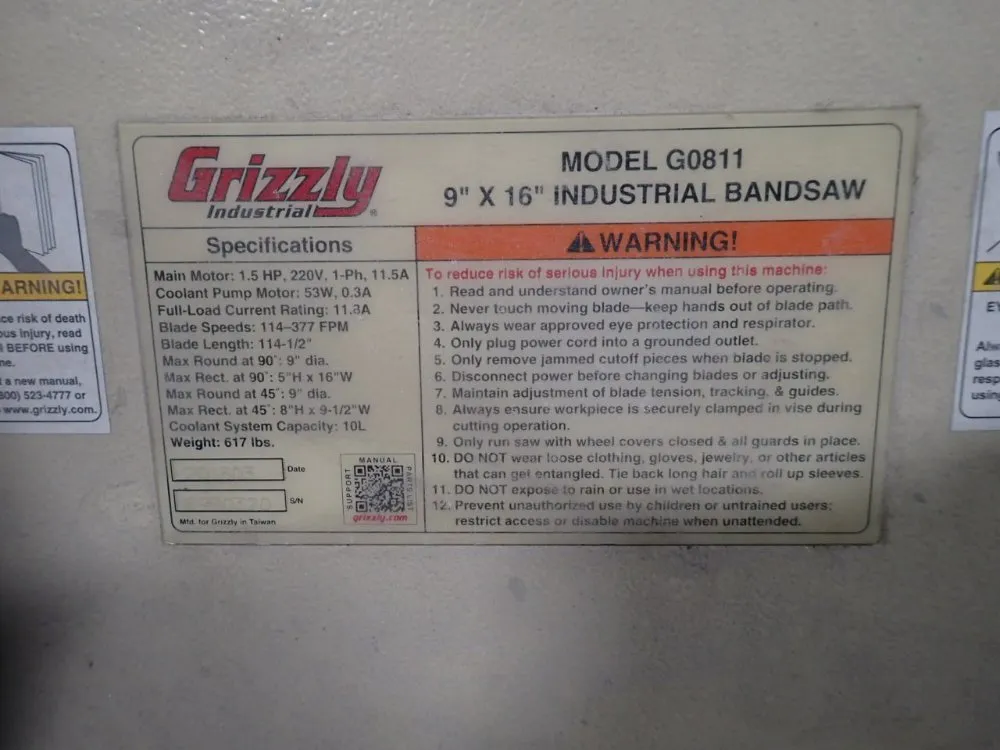 Grizzly
Industrial®
MODEL G0811
9" X 16" INDUSTRIAL BANDSAW
Specifications
Main Motor: 1.5 HP, 220V, 1-Ph, 11.5A
Coolant Pump Motor: 53W, 0.3A
Full-Load Current Rating: 11.8A
Blade Speeds: 114–377 FPM
Blade Length: 114-1/2"
Max Round at 90°: 9" dia.
Max Rect. at 90°: 5"H x 16"W
Max Round at 45°: 9" dia.
Max Rect. at 45°: 8"H x 9-1/2"W
Coolant System Capacity: 10L
Weight: 617 lbs.
Date
S/N
Mfd. for Grizzly in Taiwan
MANUAL
SUPPORT
PARTS LIST
grizzly.com
WARNING!
To reduce risk of serious injury when using this machine:
1. Read and understand owner's manual before operating.
2. Never touch moving blade—keep hands out of blade path.
3. Always wear approved eye protection and respirator.
4. Only plug power cord into a grounded outlet.
5. Only remove jammed cutoff pieces when blade is stopped.
6. Disconnect power before changing blades or adjusting.
7. Maintain adjustment of blade tension, tracking, & guides.
8. Always ensure workpiece is securely clamped in vise during
cutting operation.
9. Only run saw with wheel covers closed & all guards in place.
10. DO NOT wear loose clothing, gloves, jewelry, or other articles
that can get entangled. Tie back long hair and roll up sleeves.
11. DO NOT expose to rain or use in wet locations.
12. Prevent unauthorized use by children or untrained users;
restrict access or disable machine when unattended.
ARNING!
ce risk of death
ous injury, read
l BEFORE using
ne.
t a new manual,
800) 523-4777 or
www.grizzly.com.
EY
glas
resp
using